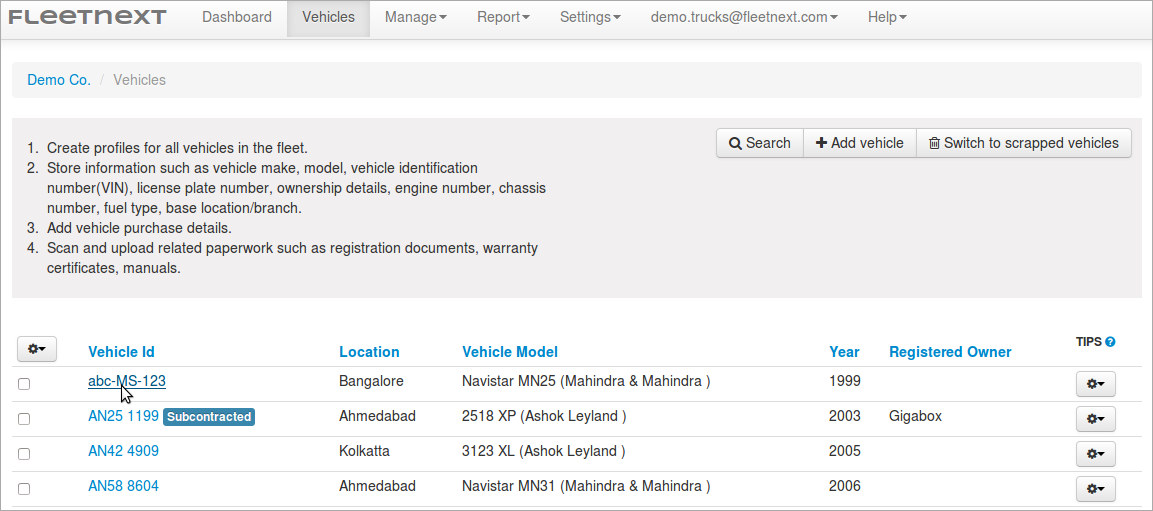 FLEETNEXT Dashboard Vehicles Manage Report Settings demo.trucks@fleetnext.com Help
Demo Co. / Vehicles
Search Add vehicle Switch to scrapped vehicles
1. Create profiles for all vehicles in the fleet.
2. Store information such as vehicle make, model, vehicle identification
number(VIN), license plate number, ownership details, engine number, chassis
number, fuel type, base location/branch.
3. Add vehicle purchase details.
4. Scan and upload related paperwork such as registration documents, warranty
certificates, manuals.
Vehicle Id Location Vehicle Model Year Registered Owner TIPS ?
abc-MS-123 Bangalore Navistar MN25 (Mahindra & Mahindra ) 1999
AN25 1199 Subcontracted Ahmedabad 2518 XP (Ashok Leyland ) 2003 Gigabox
AN42 4909 Kolkatta 3123 XL (Ashok Leyland ) 2005
AN58 8604 Ahmedabad Navistar MN31 (Mahindra & Mahindra ) 2006